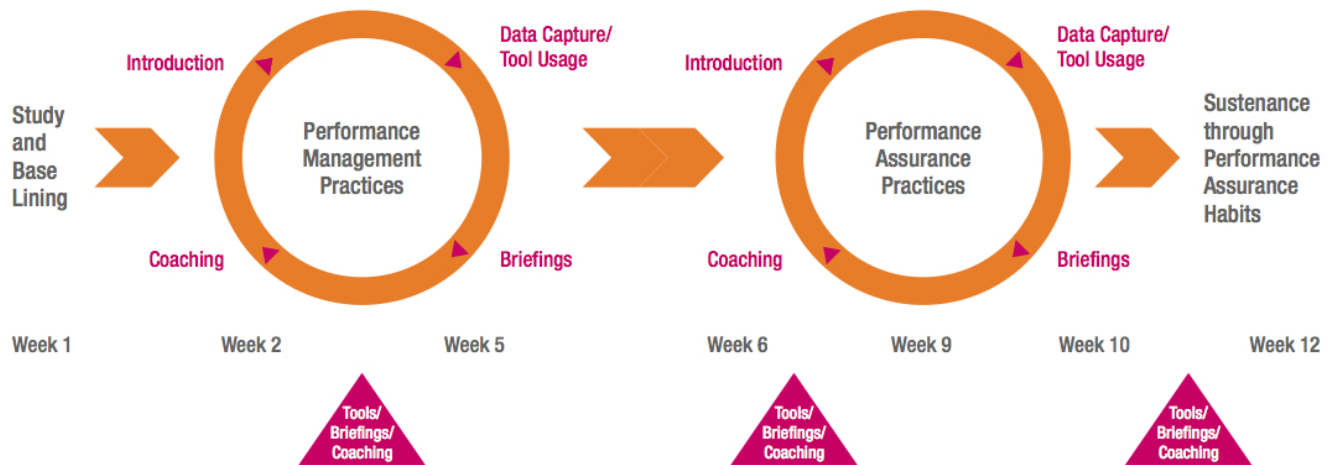 Study
and
Base
Lining
Introduction
Data Capture/
Tool Usage
Performance
Management
Practices
Coaching
Briefings
Introduction
Data Capture/
Tool Usage
Performance
Assurance
Practices
Coaching
Briefings
Sustenance
through
Performance
Assurance
Habits
Week 1
Week 2
Week 5
Week 6
Week 9
Week 10
Week 12
Tools/
Briefings/
Coaching
Tools/
Briefings/
Coaching
Tools/
Briefings/
Coaching